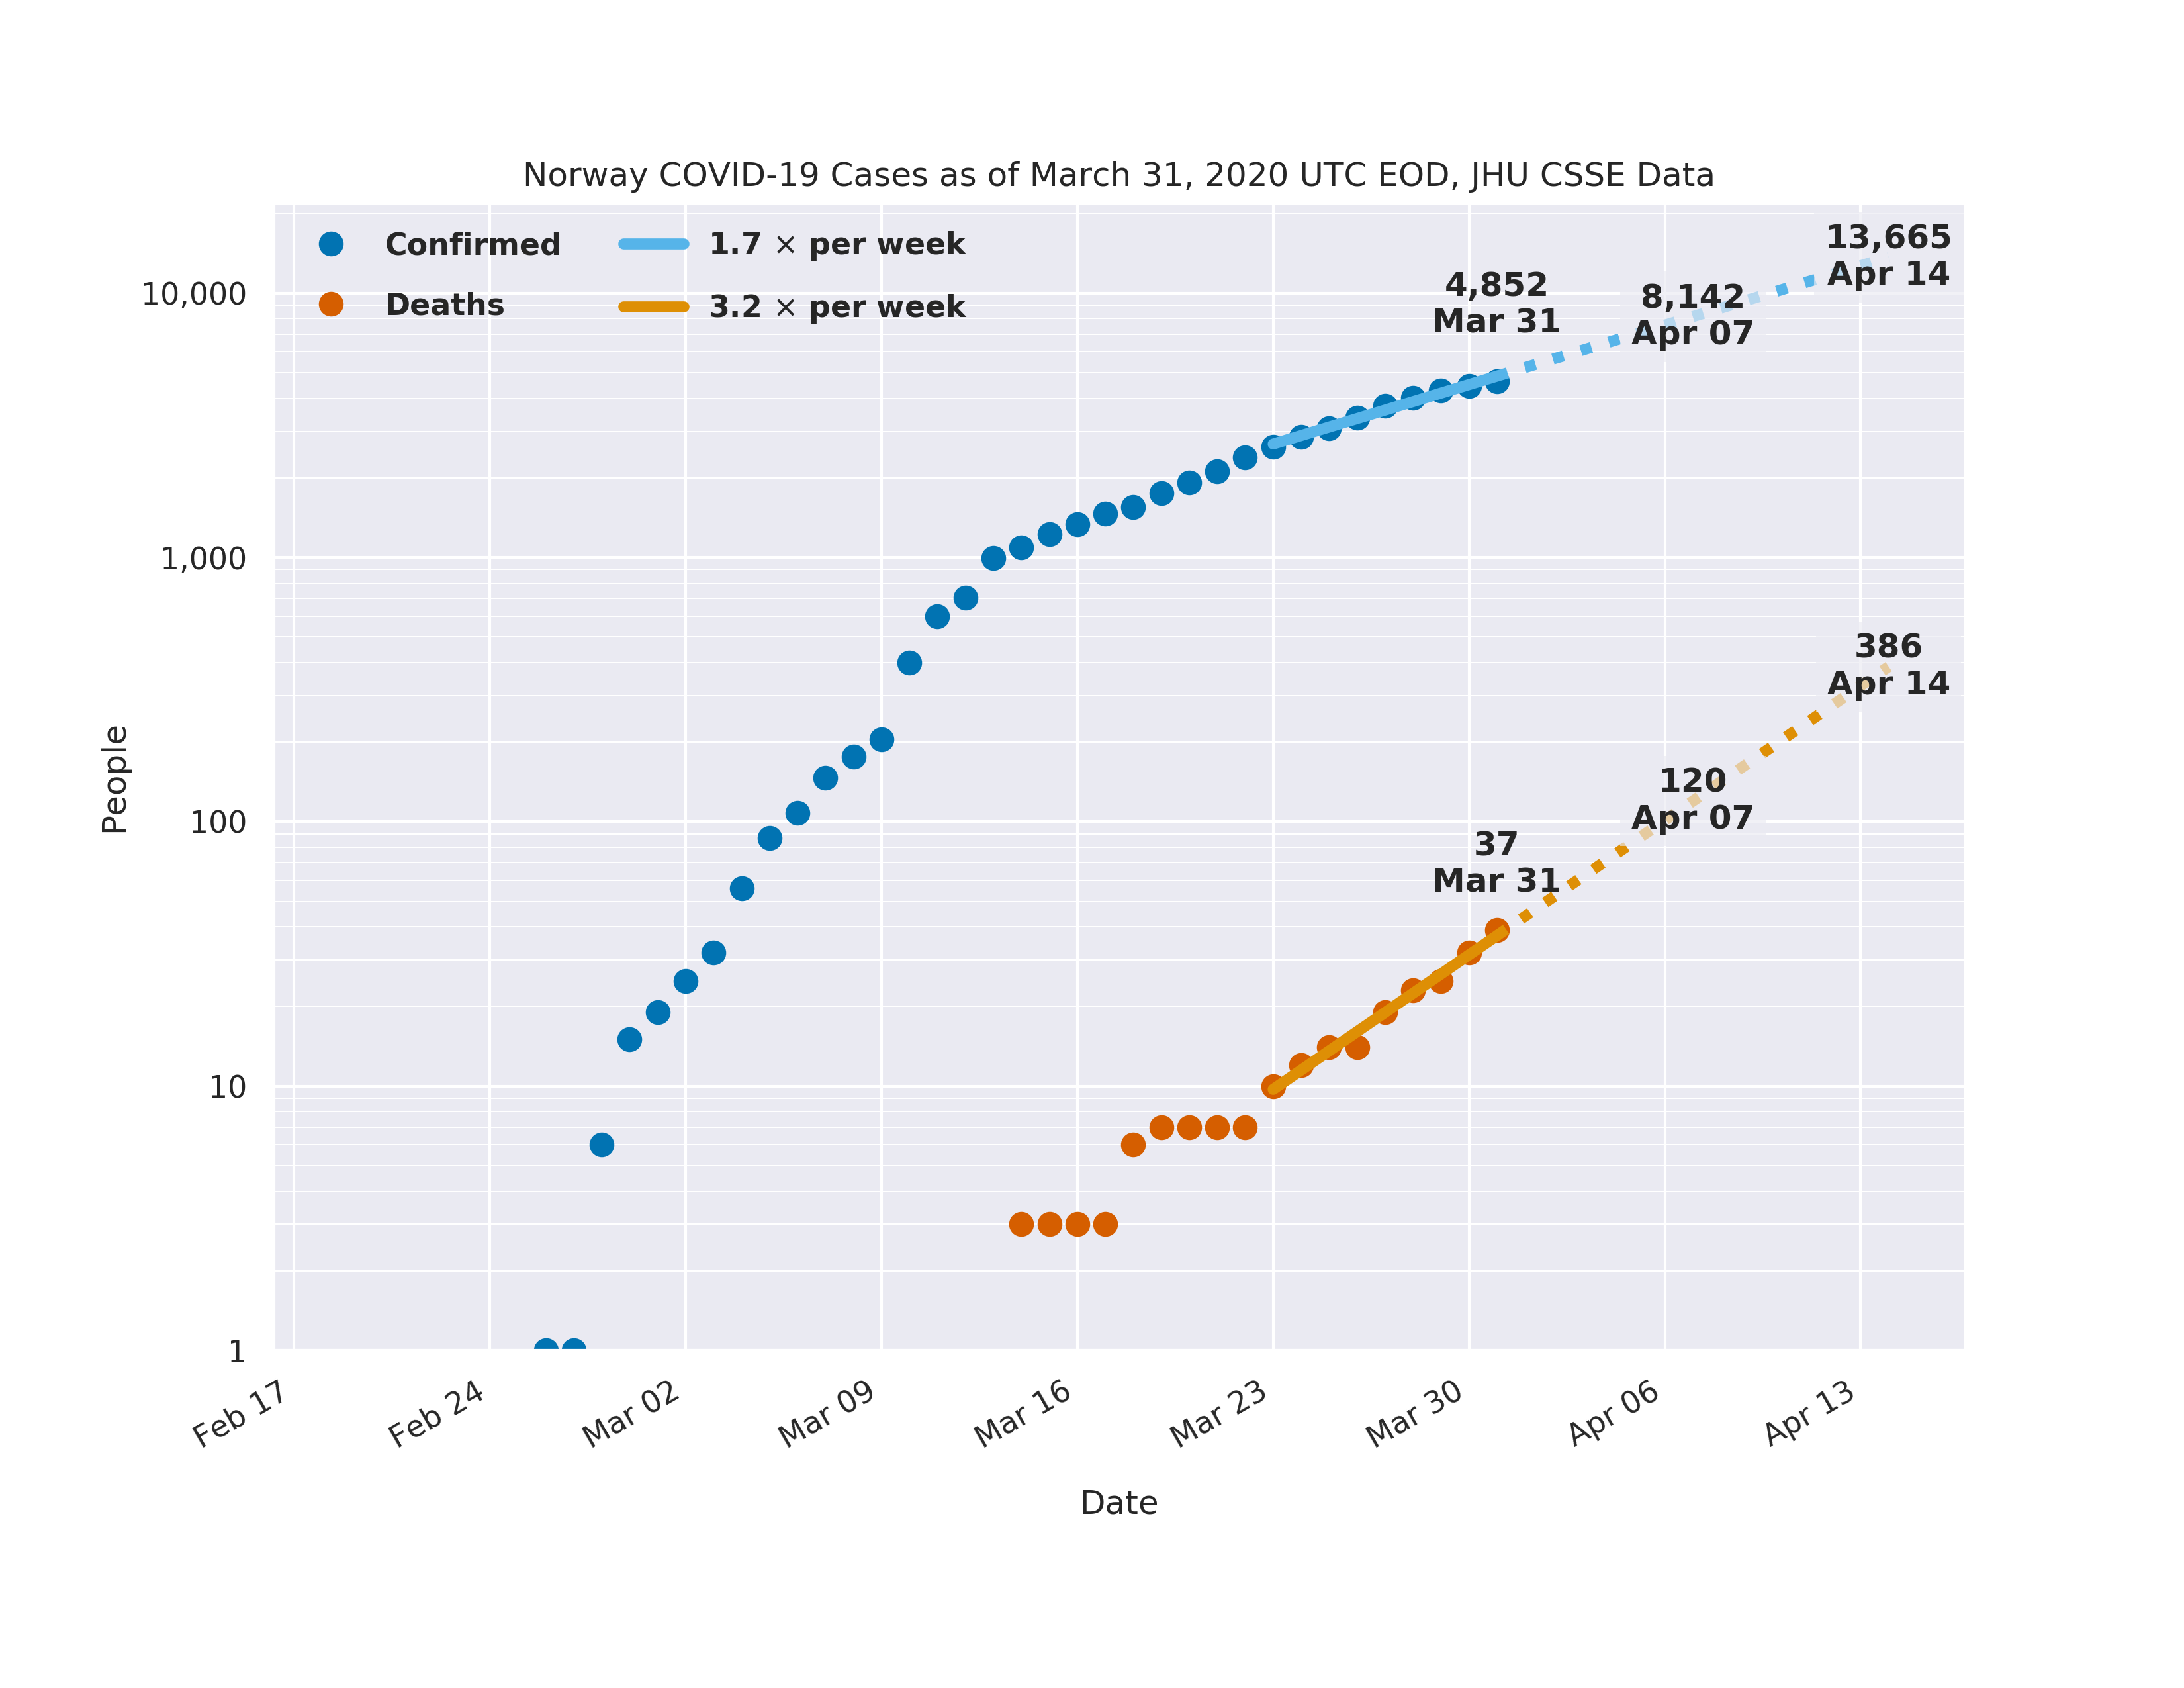 Norway COVID-19 Cases as of March 31, 2020 UTC EOD, JHU CSSE Data
Confirmed
Deaths
1.7 × per week
3.2 × per week
13,665
Apr 14
4,852
Mar 31
8,142
Apr 07
386
Apr 14
120
Apr 07
37
Mar 31
People
10,000
1,000
100
10
1
Feb 17
Feb 24
Mar 02
Mar 09
Mar 16
Mar 23
Mar 30
Apr 06
Apr 13
Date